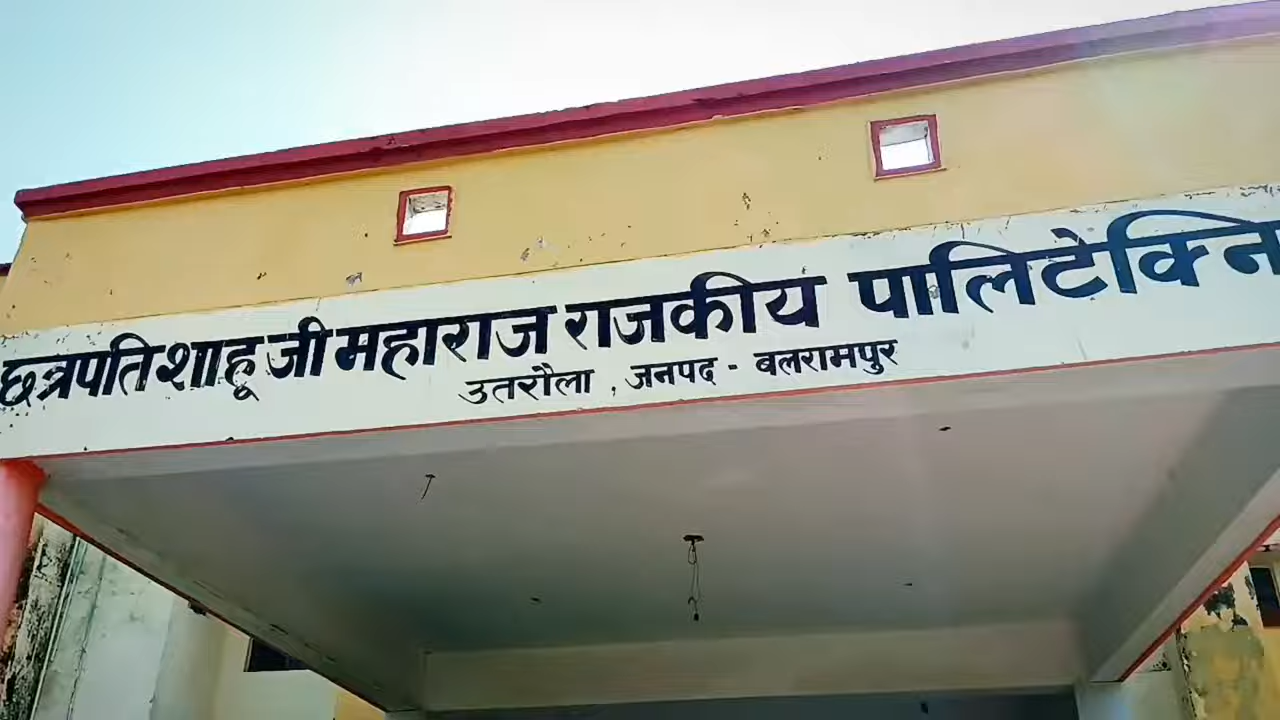 छत्रपति शाहू जी महाराज राजकीय पालिटेक्नि
उतरौला , जनपद - बलरामपुर